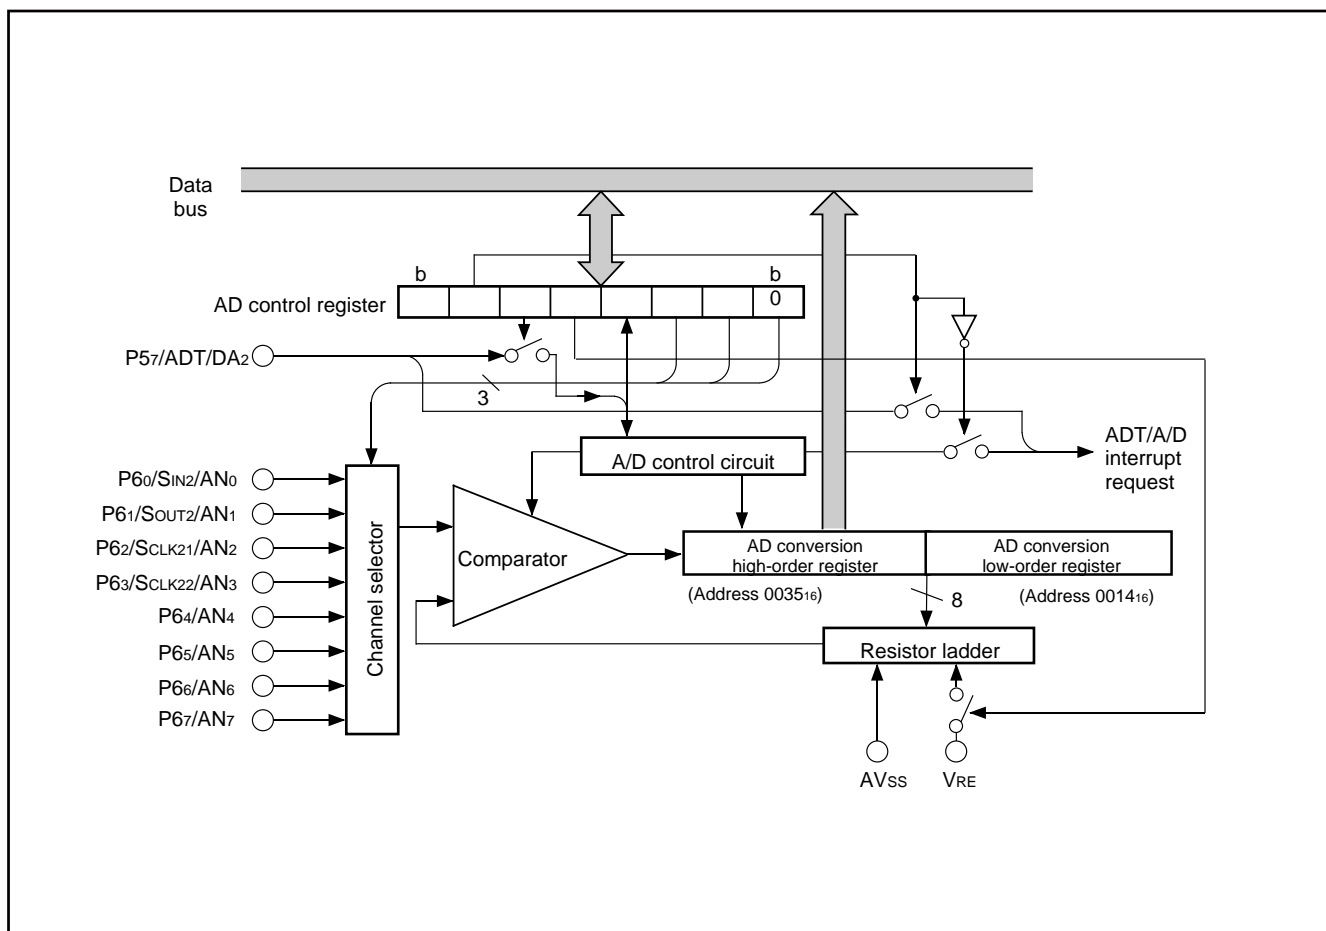 Data
bus
b
b
AD control register
0
P57/ADT/DA2
3
A/D control circuit
ADT/A/D
interrupt
request
P60/SIN2/AN0
P61/SOUT2/AN1
P62/SCLK21/AN2
P63/SCLK22/AN3
P64/AN4
P65/AN5
P66/AN6
P67/AN7
Channel selector
Comparator
AD conversion
high-order register
AD conversion
low-order register
(Address 003516)
8
(Address 001416)
Resistor ladder
AVSS
VRE